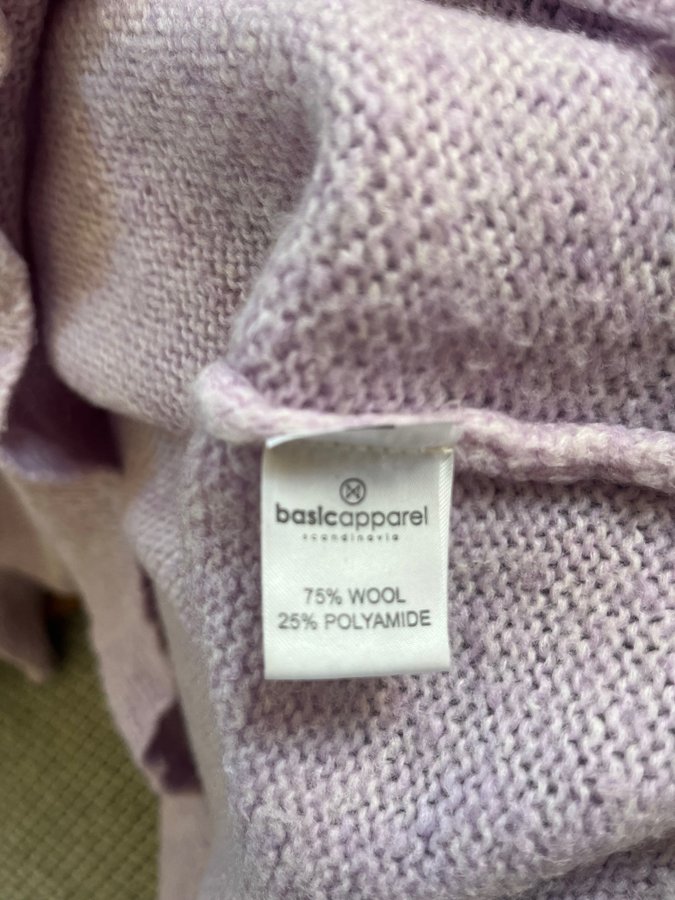 basicapparel
scandinavia
75% WOOL
25% POLYAMIDE